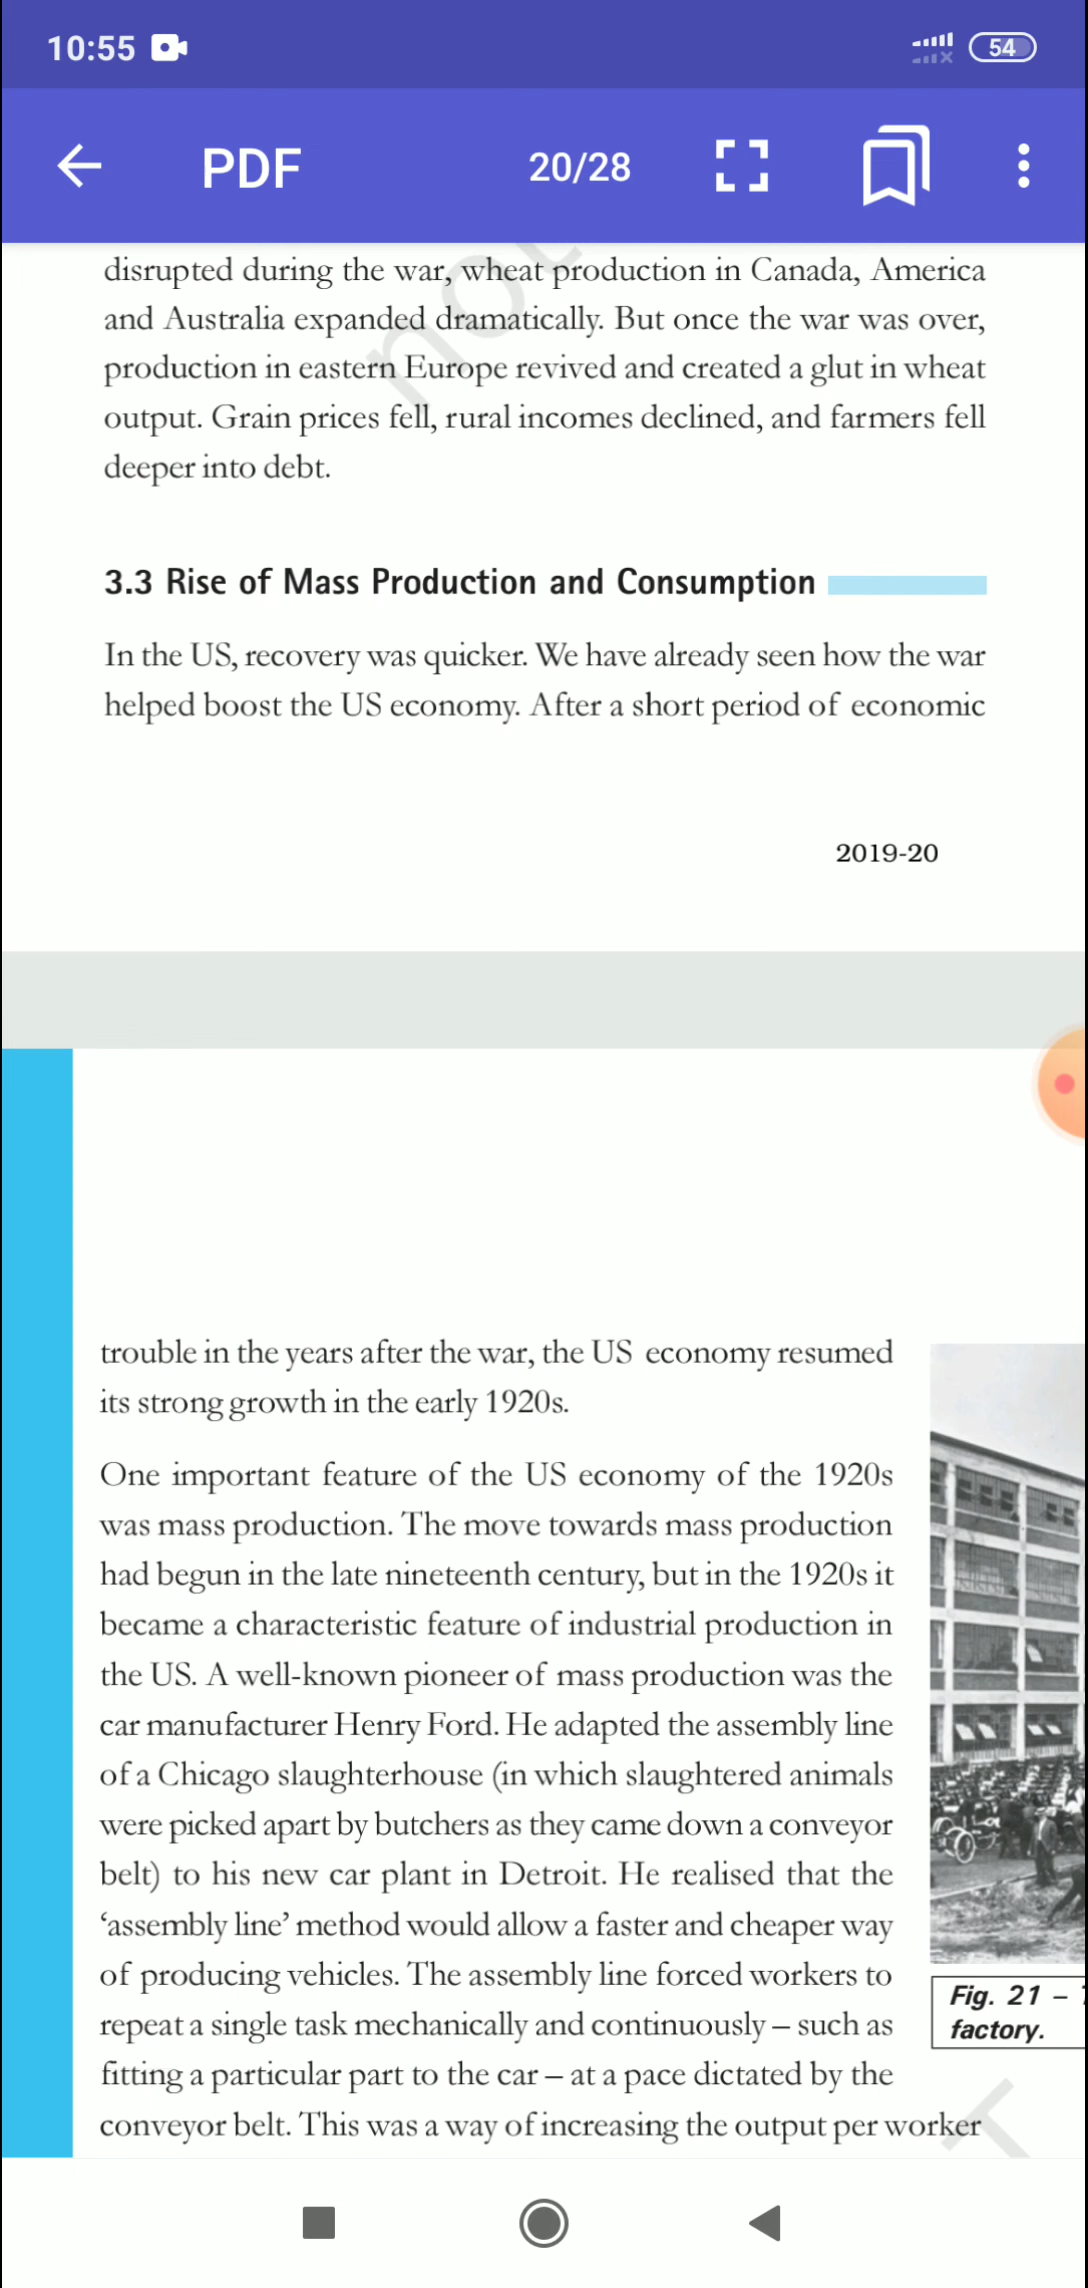 10:55
54
PDF
20/28
not
disrupted during the war, wheat production in Canada, America
and Australia expanded dramatically. But once the war was over,
production in eastern Europe revived and created a glut in wheat
output. Grain prices fell, rural incomes declined, and farmers fell
deeper into debt.
3.3 Rise of Mass Production and Consumption
In the US, recovery was quicker. We have already seen how the war
helped boost the US economy. After a short period of economic
2019-20
trouble in the years after the war, the US economy resumed
its strong growth in the early 1920s.
One important feature of the US economy of the 1920s
was mass production. The move towards mass production
had begun in the late nineteenth century, but in the 1920s it
became a characteristic feature of industrial production in
the US. A well-known pioneer of mass production was the
car manufacturer Henry Ford. He adapted the assembly line
of a Chicago slaughterhouse (in which slaughtered animals
were picked apart by butchers as they came down a conveyor
belt) to his new car plant in Detroit. He realised that the
‘assembly line’ method would allow a faster and cheaper way
of producing vehicles. The assembly line forced workers to
repeat a single task mechanically and continuously – such as
fitting a particular part to the car – at a pace dictated by the
conveyor belt. This was a way of increasing the output per worker
Fig. 21 –
factory.